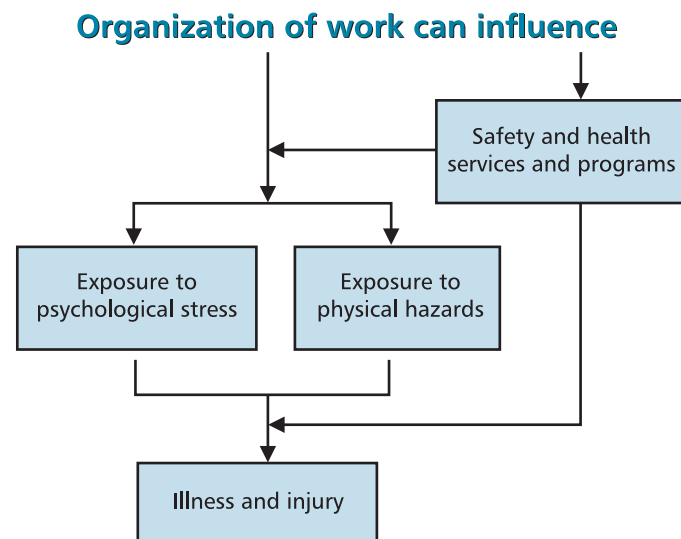 Organization of work can influence
Safety and health
services and programs
Exposure to
psychological stress
Exposure to
physical hazards
Illness and injury